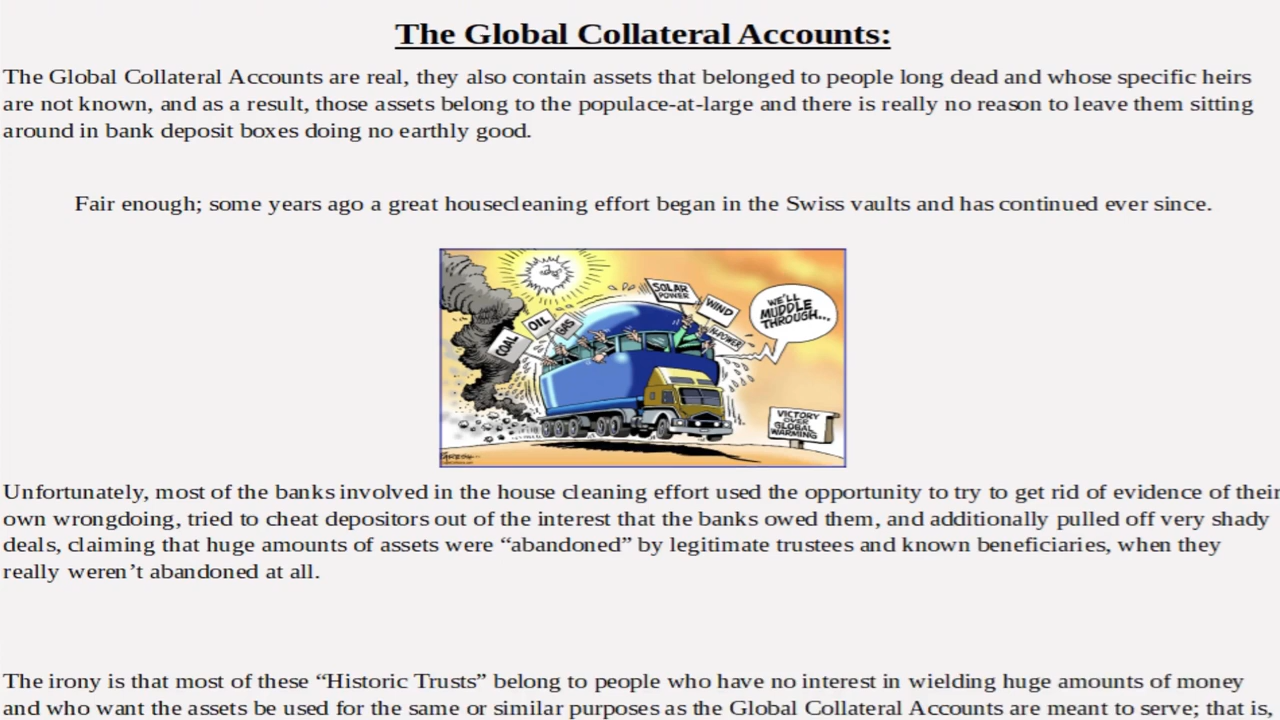 The Global Collateral Accounts:
The Global Collateral Accounts are real, they also contain assets that belonged to people long dead and whose specific heirs
are not known, and as a result, those assets belong to the populace-at-large and there is really no reason to leave them sitting
around in bank deposit boxes doing no earthly good.
Fair enough; some years ago a great housecleaning effort began in the Swiss vaults and has continued ever since.
COAL
OIL
GAS
SOLAR
POWER
WIND
N-POWER
WE'LL
MUDDLE
THROUGH...
VICTORY
OVER
GLOBAL
WARMING
Unfortunately, most of the banks involved in the house cleaning effort used the opportunity to try to get rid of evidence of their
own wrongdoing, tried to cheat depositors out of the interest that the banks owed them, and additionally pulled off very shady
deals, claiming that huge amounts of assets were “abandoned” by legitimate trustees and known beneficiaries, when they
really weren’t abandoned at all.
The irony is that most of these “Historic Trusts” belong to people who have no interest in wielding huge amounts of money
and who want the assets be used for the same or similar purposes as the Global Collateral Accounts are meant to serve; that is,